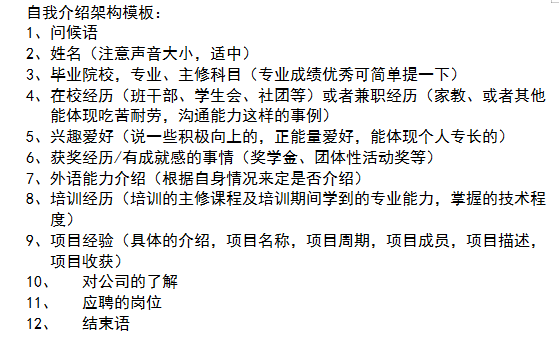 自我介绍架构模板：
1、问候语
2、姓名（注意声音大小，适中）
3、毕业院校，专业、主修科目（专业成绩优秀可简单提一下）
4、在校经历（班干部、学生会、社团等）或者兼职经历（家教、或者其他
能体现吃苦耐劳，沟通能力这样的事例）
5、兴趣爱好（说一些积极向上的，正能量爱好，能体现个人专长的）
6、获奖经历/有成就感的事情（奖学金、团体性活动奖等）
7、外语能力介绍（根据自身情况来定是否介绍）
8、培训经历（培训的主修课程及培训期间学到的专业能力，掌握的技术程
度）
9、项目经验（具体的介绍，项目名称，项目周期，项目成员，项目描述，
项目收获）
10、 对公司的了解
11、 应聘的岗位
12、 结束语